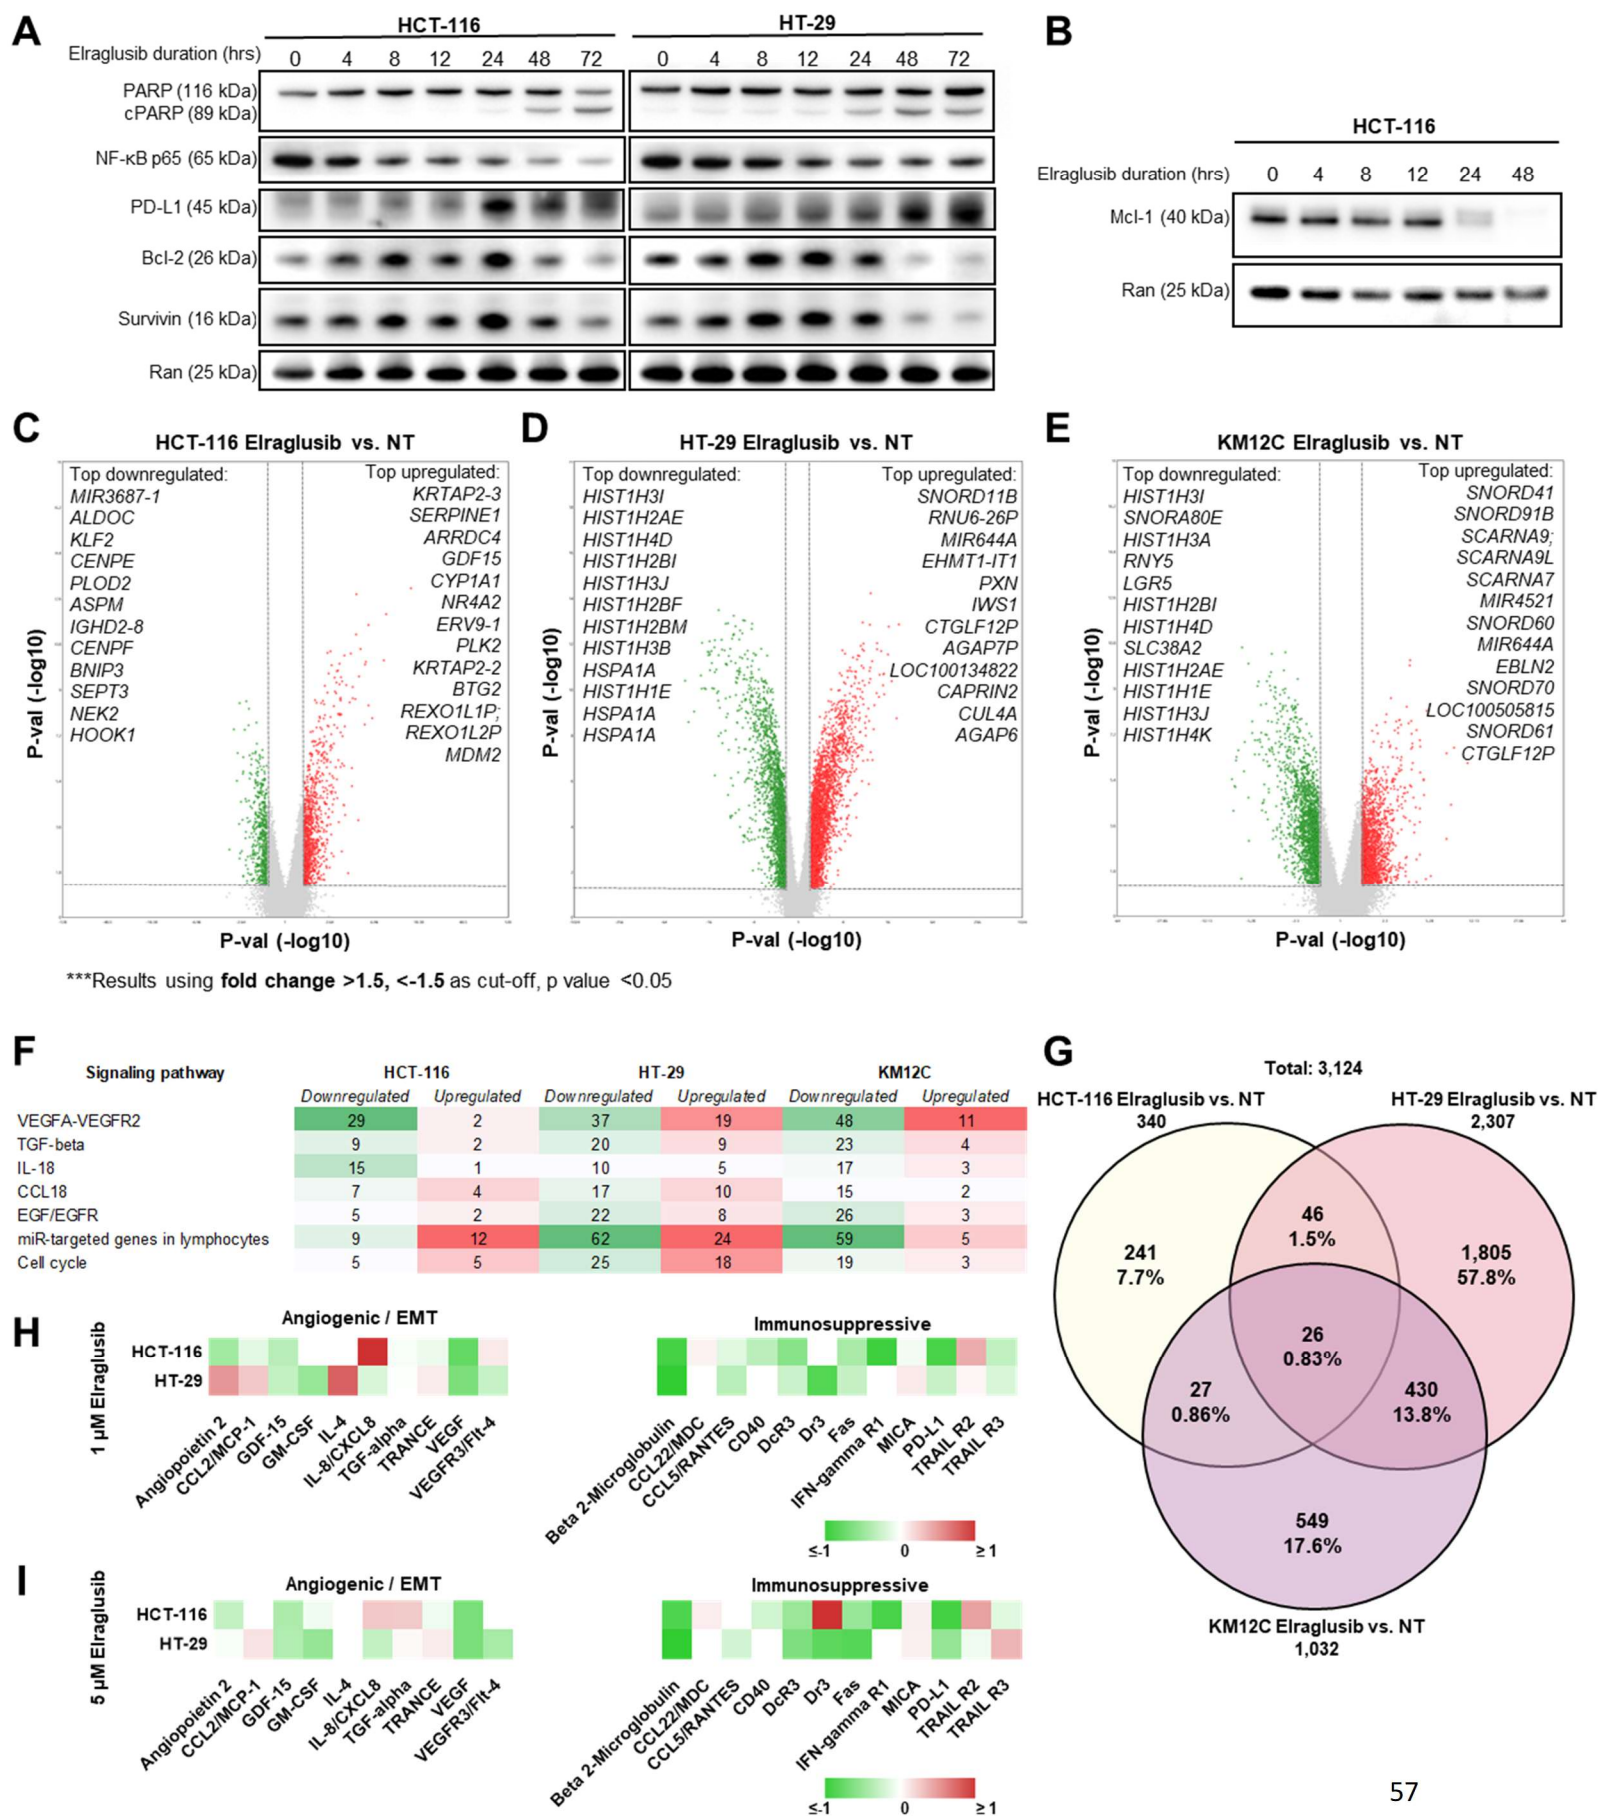 A
HCT-116
HT-29
Elraglusib duration (hrs)
0 4 8 12 24 48 72
0 4 8 12 24 48 72
PARP (116 kDa)
cPARP (89 kDa)
NF-κB p65 (65 kDa)
PD-L1 (45 kDa)
Bcl-2 (26 kDa)
Survivin (16 kDa)
Ran (25 kDa)
B
HCT-116
Elraglusib duration (hrs)
0 4 8 12 24 48
Mcl-1 (40 kDa)
Ran (25 kDa)
C
HCT-116 Elraglusib vs. NT
Top downregulated:
MIR3687-1
ALDOC
KLF2
CENPE
PLOD2
ASPM
IGHD2-8
CENPF
BNIP3
SEPT3
NEK2
HOOK1
Top upregulated:
KRTAP2-3
SERPINE1
ARRDC4
GDF15
CYP1A1
NR4A2
ERV9-1
PLK2
KRTAP2-2
BTG2
REXO1L1P;
REXO1L2P
MDM2
P-val (-log10)
P-val (-log10)
D
HT-29 Elraglusib vs. NT
Top downregulated:
HIST1H3I
HIST1H2AE
HIST1H4D
HIST1H2BI
HIST1H3J
HIST1H2BF
HIST1H2BM
HIST1H3B
HSPA1A
HIST1H1E
HSPA1A
HSPA1A
Top upregulated:
SNORD11B
RNU6-26P
MIR644A
EHMT1-IT1
PXN
IWS1
CTGLF12P
AGAP7P
LOC100134822
CAPRIN2
CUL4A
AGAP6
P-val (-log10)
P-val (-log10)
E
KM12C Elraglusib vs. NT
Top downregulated:
HIST1H3I
SNORA80E
HIST1H3A
RNY5
LGR5
HIST1H2BI
HIST1H4D
SLC38A2
HIST1H2AE
HIST1H1E
HIST1H3J
HIST1H4K
Top upregulated:
SNORD41
SNORD91B
SCARNA9;
SCARNA9L
SCARNA7
MIR4521
SNORD60
MIR644A
EBLN2
SNORD70
LOC100505815
SNORD61
CTGLF12P
P-val (-log10)
P-val (-log10)
***Results using fold change >1.5, <-1.5 as cut-off, p value <0.05
F
Signaling pathway HCT-116 HT-29 KM12C
Downregulated Upregulated Downregulated Upregulated Downregulated Upregulated
VEGFA-VEGFR2 29 2 37 19 48 11
TGF-beta 9 2 20 9 23 4
IL-18 15 1 10 5 17 3
CCL18 7 4 17 10 15 2
EGF/EGFR 5 2 22 8 26 3
miR-targeted genes in lymphocytes 9 12 62 24 59 5
Cell cycle 5 5 25 18 19 3
G
Total: 3,124
HCT-116 Elraglusib vs. NT
340
HT-29 Elraglusib vs. NT
2,307
46
1.5%
241
7.7%
1,805
57.8%
26
0.83%
27
0.86%
430
13.8%
549
17.6%
KM12C Elraglusib vs. NT
1,032
H
1 µM Elraglusib
Angiogenic / EMT
Immunosuppressive
HCT-116
HT-29
Angiopoietin 2
CCL2/MCP-1
GDF-15
GM-CSF
IL-4
IL-8/CXCL8
TGF-alpha
TRANCE
VEGF
VEGFR3/Flt-4
Beta 2-Microglobulin
CCL22/MDC
CCL5/RANTES
CD40
DcR3
Dr3
Fas
IFN-gamma R1
MICA
PD-L1
TRAIL R2
TRAIL R3
≤-1 0 ≥ 1
I
5 µM Elraglusib
Angiogenic / EMT
Immunosuppressive
HCT-116
HT-29
Angiopoietin 2
CCL2/MCP-1
GDF-15
GM-CSF
IL-4
IL-8/CXCL8
TGF-alpha
TRANCE
VEGF
VEGFR3/Flt-4
Beta 2-Microglobulin
CCL22/MDC
CCL5/RANTES
CD40
DcR3
Dr3
Fas
IFN-gamma R1
MICA
PD-L1
TRAIL R2
TRAIL R3
≤-1 0 ≥ 1
57